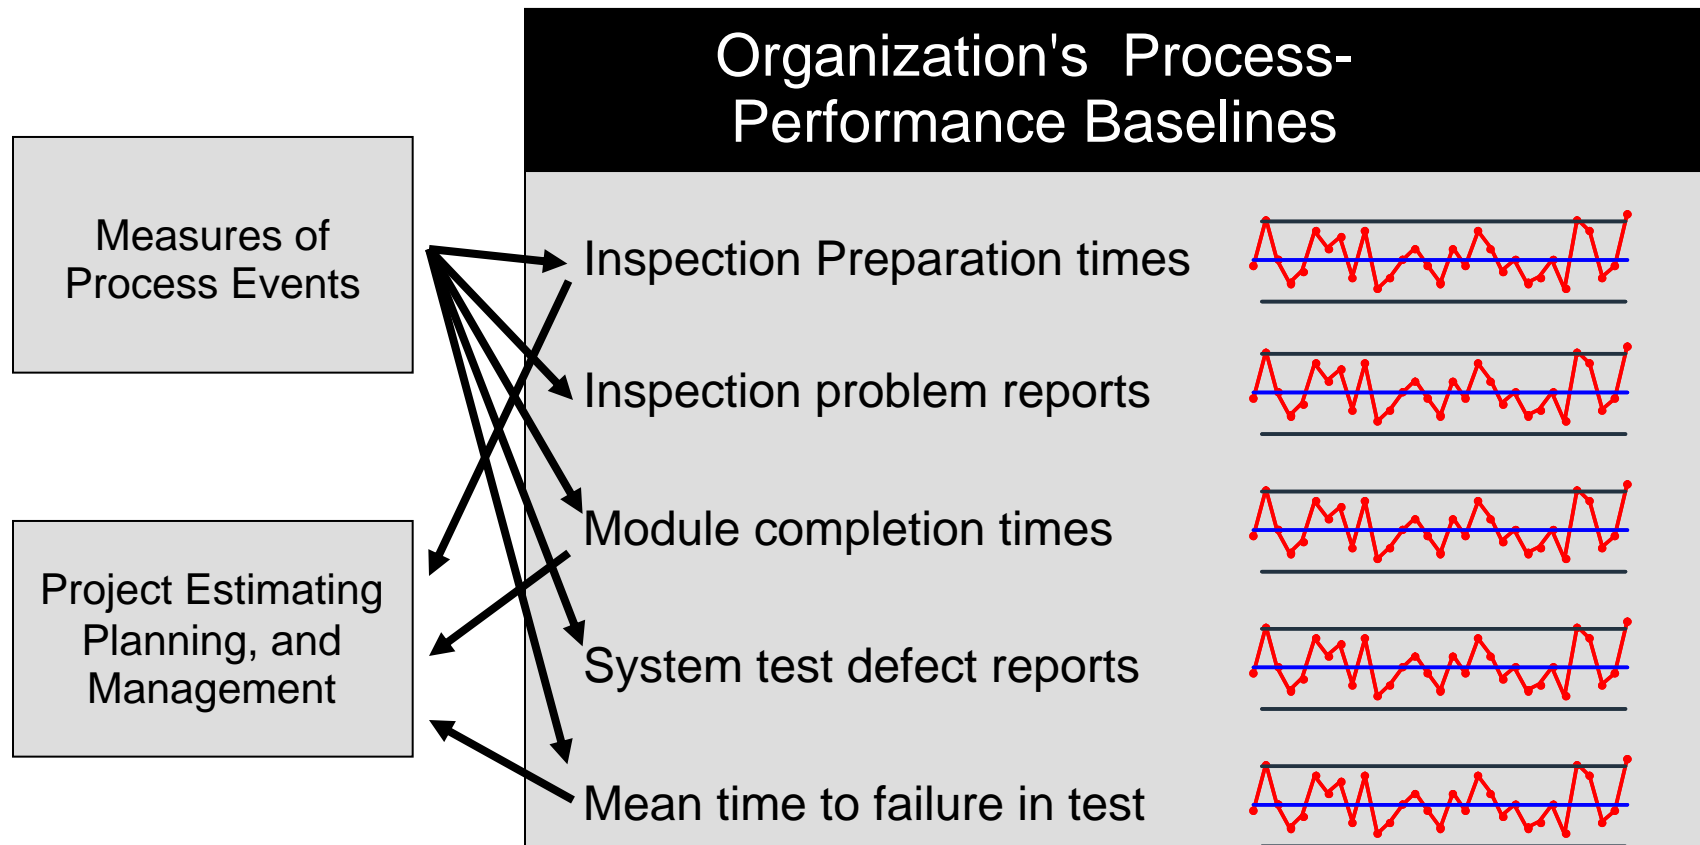 Organization's Process-
Performance Baselines
Measures of
Process Events
Project Estimating
Planning, and
Management
Inspection Preparation times
Inspection problem reports
Module completion times
System test defect reports
Mean time to failure in test